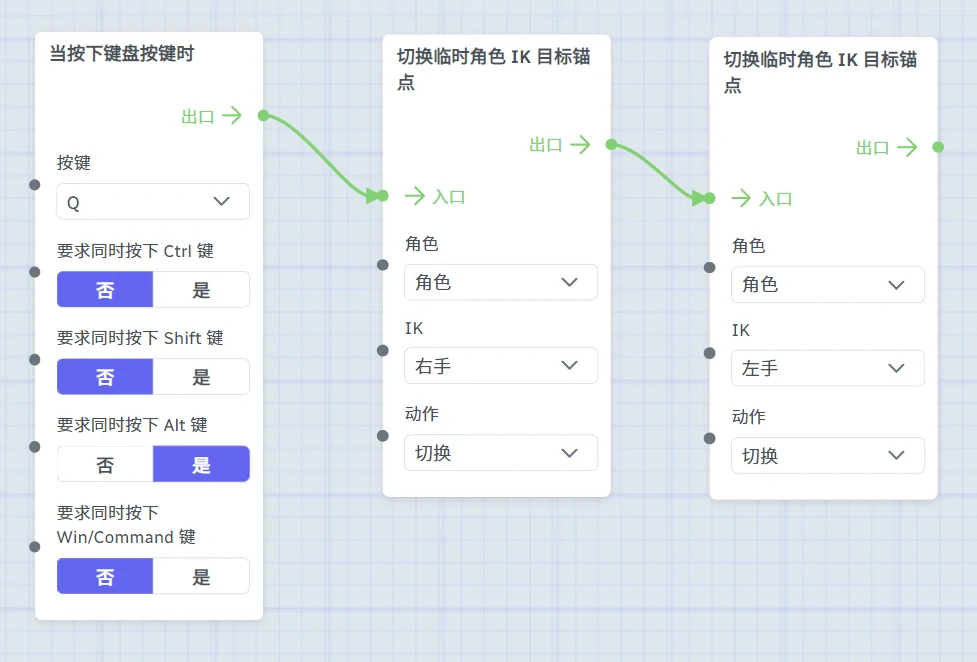 当按下键盘按键时
出口
按键
Q
要求同时按下 Ctrl 键
否 是
要求同时按下 Shift 键
否 是
要求同时按下 Alt 键
否 是
要求同时按下
Win/Command 键
否 是
切换临时角色 IK 目标锚
点
出口
入口
角色
角色
IK
右手
动作
切换
切换临时角色 IK 目标锚
点
出口
入口
角色
角色
IK
左手
动作
切换